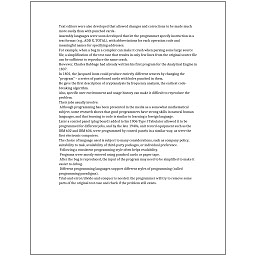 Text editors were also developed that allowed changes and corrections to be made much
more easily than with punched cards.
Assembly languages were soon developed that let the programmer specify instruction in a
text format (e.g., ADD X, TOTAL), with abbreviations for each operation code and
meaningful names for specifying addresses.
For example, when a bug in a compiler can make it crash when parsing some large source
file, a simplification of the test case that results in only few lines from the original source file
can be sufficient to reproduce the same crash.
However, Charles Babbage had already written his first program for the Analytical Engine in
1837.
In 1801, the Jacquard loom could produce entirely different weaves by changing the
"program" - a series of pasteboard cards with holes punched in them.
He gave the first description of cryptanalysis by frequency analysis, the earliest code-
breaking algorithm.
Also, specific user environment and usage history can make it difficult to reproduce the
problem.
Their jobs usually involve:
Although programming has been presented in the media as a somewhat mathematical
subject, some research shows that good programmers have strong skills in natural human
languages, and that learning to code is similar to learning a foreign language.
Later a control panel (plug board) added to his 1906 Type I Tabulator allowed it to be
programmed for different jobs, and by the late 1940s, unit record equipment such as the
IBM 602 and IBM 604, were programmed by control panels in a similar way, as were the
first electronic computers.
The choice of language used is subject to many considerations, such as company policy,
suitability to task, availability of third-party packages, or individual preference.
Following a consistent programming style often helps readability.
Programs were mostly entered using punched cards or paper tape.
After the bug is reproduced, the input of the program may need to be simplified to make it
easier to debug.
Different programming languages support different styles of programming (called
programming paradigms).
Trial-and-error/divide-and-conquer is needed: the programmer will try to remove some
parts of the original test case and check if the problem still exists.